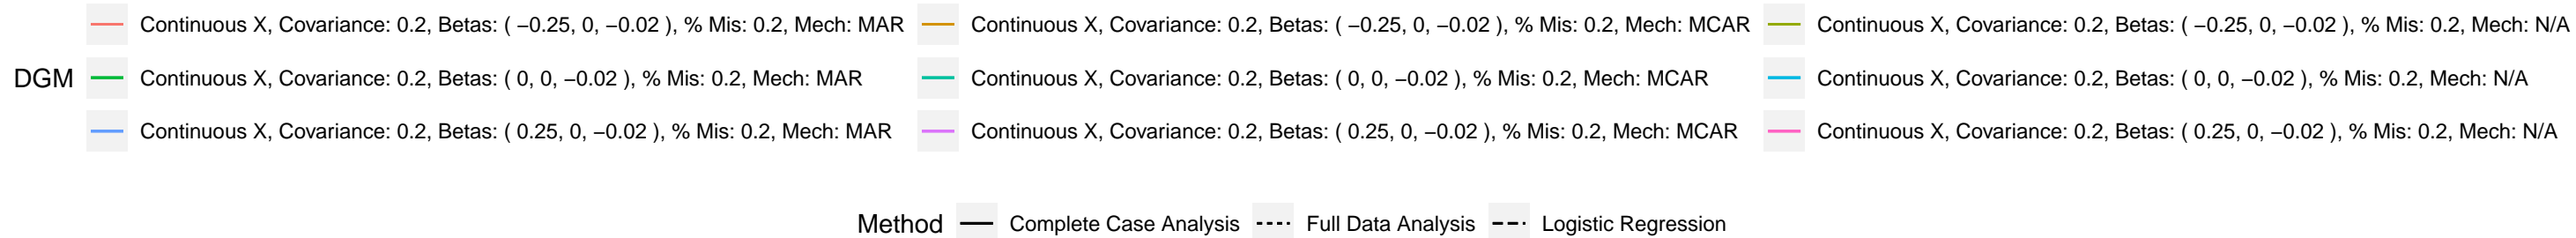 Continuous X, Covariance: 0.2, Betas: ( −0.25, 0, −0.02 ), % Mis: 0.2, Mech: MAR Continuous X, Covariance: 0.2, Betas: ( −0.25, 0, −0.02 ), % Mis: 0.2, Mech: MCAR Continuous X, Covariance: 0.2, Betas: ( −0.25, 0, −0.02 ), % Mis: 0.2, Mech: N/A
DGM Continuous X, Covariance: 0.2, Betas: ( 0, 0, −0.02 ), % Mis: 0.2, Mech: MAR Continuous X, Covariance: 0.2, Betas: ( 0, 0, −0.02 ), % Mis: 0.2, Mech: MCAR Continuous X, Covariance: 0.2, Betas: ( 0, 0, −0.02 ), % Mis: 0.2, Mech: N/A
Continuous X, Covariance: 0.2, Betas: ( 0.25, 0, −0.02 ), % Mis: 0.2, Mech: MAR Continuous X, Covariance: 0.2, Betas: ( 0.25, 0, −0.02 ), % Mis: 0.2, Mech: MCAR Continuous X, Covariance: 0.2, Betas: ( 0.25, 0, −0.02 ), % Mis: 0.2, Mech: N/A
Method Complete Case Analysis Full Data Analysis Logistic Regression